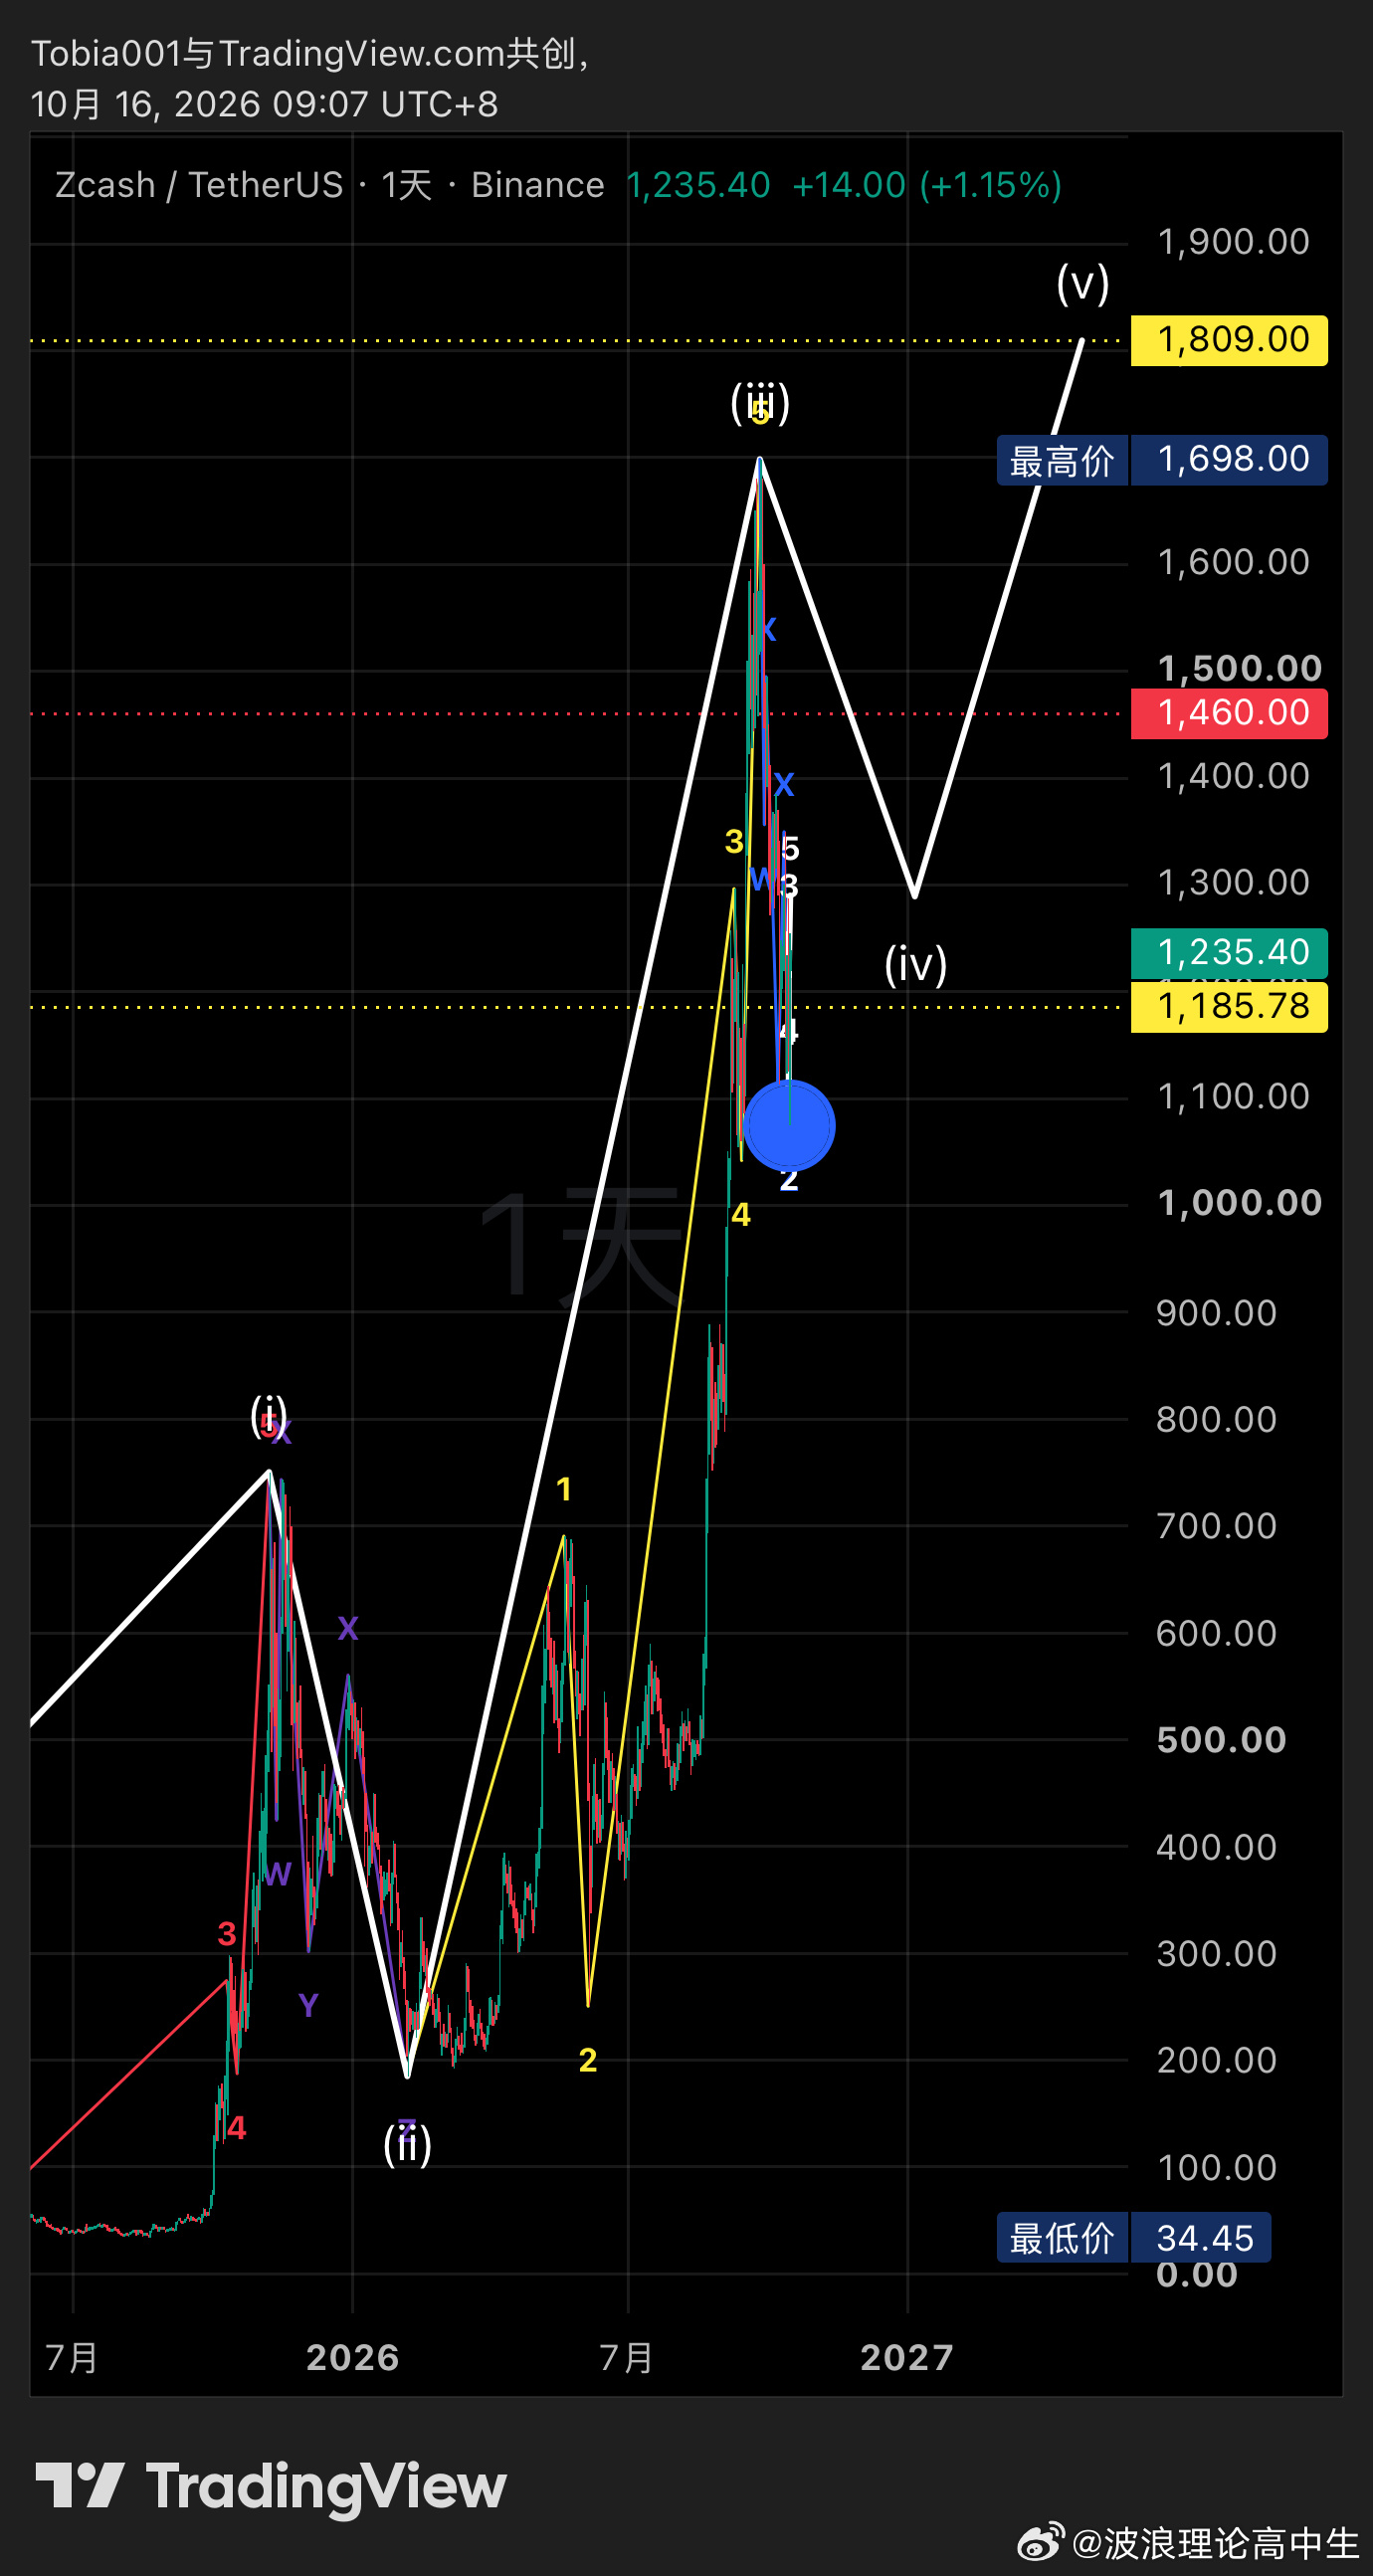 Tobia001与TradingView.com共创,
10月 16, 2026 09:07 UTC+8
Zcash / TetherUS · 1天 · Binance 1,235.40 +14.00 (+1.15%)
1,900.00
(v)
1,809.00
(iii)
5
最高价 1,698.00
1,600.00
X
1,500.00
1,460.00
1,400.00
X
3
5
W
3
1,300.00
1,235.40
(iv)
1,185.78
4
1,100.00
2
1天
1,000.00
4
900.00
(i)
5
X
800.00
1
700.00
X
600.00
500.00
W
400.00
3
300.00
Y
2
200.00
4
Z
(ii)
100.00
最低价 34.45
0.00
7月 2026 7月 2027
TradingView
@波浪理论高中生